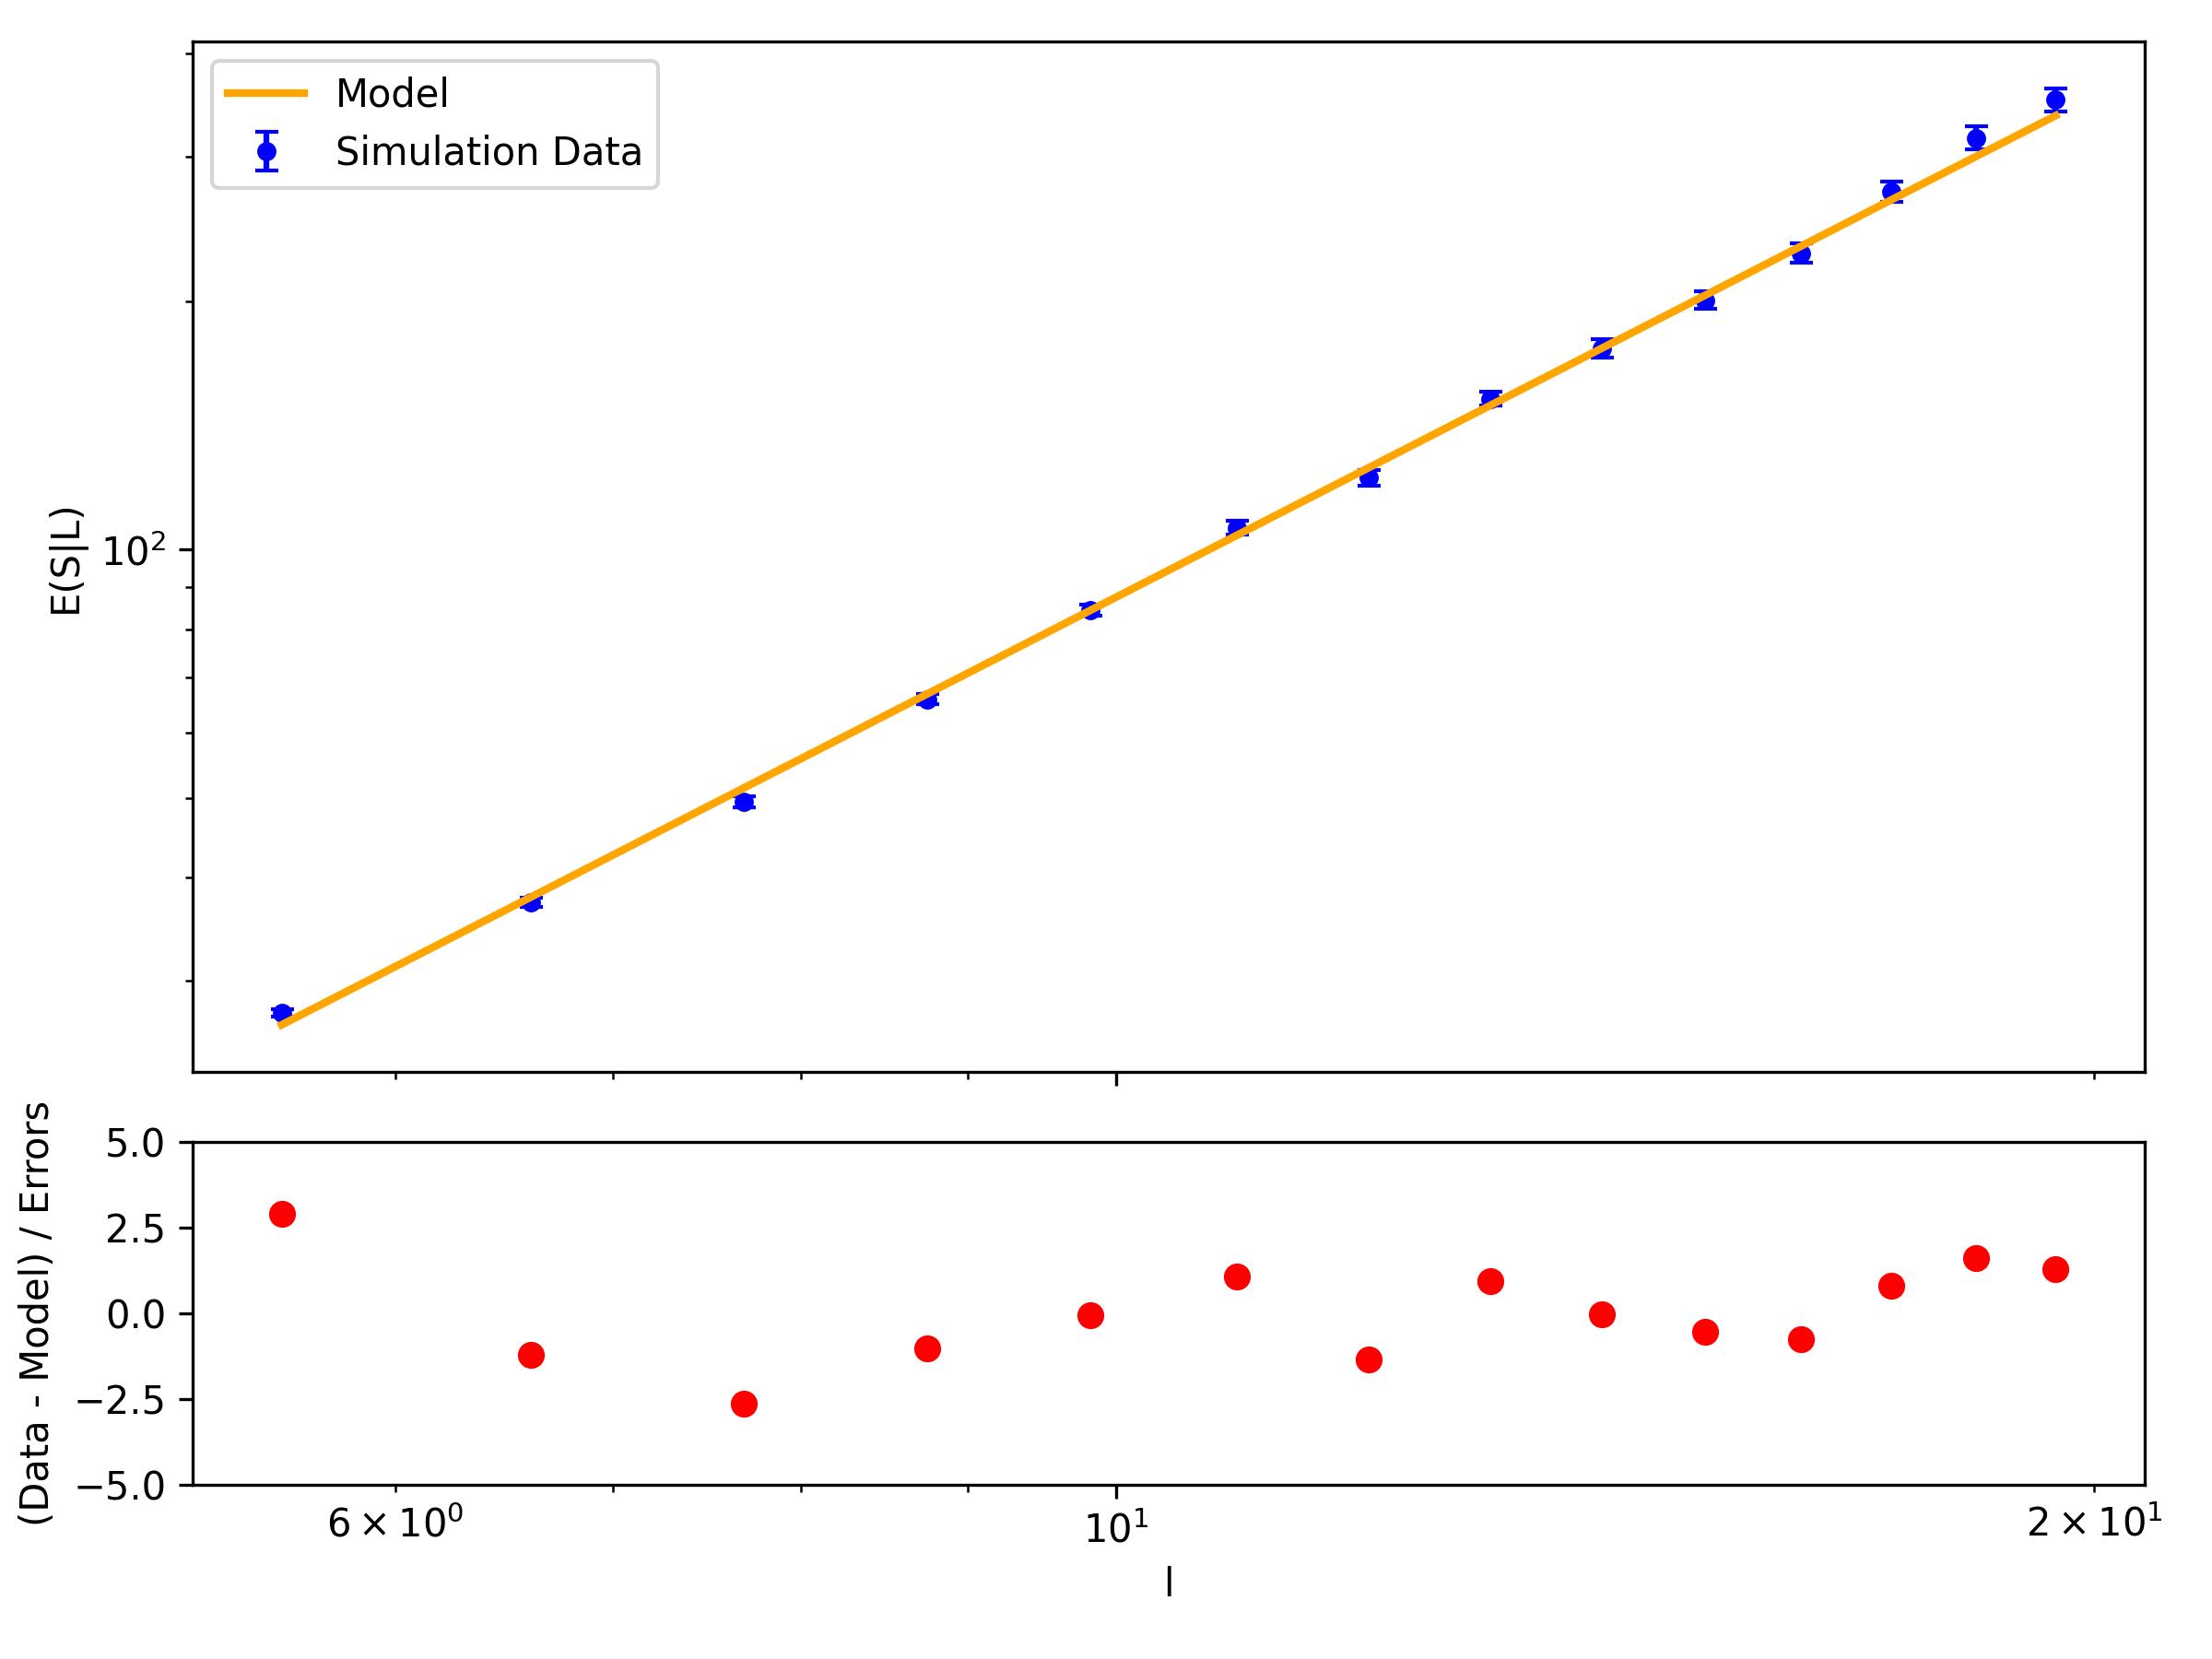 Model
Simulation Data
E(S|L)
10²
(Data - Model) / Errors
5.0
2.5
0.0
−2.5
−5.0
6 × 10⁰
10¹
2 × 10¹
l